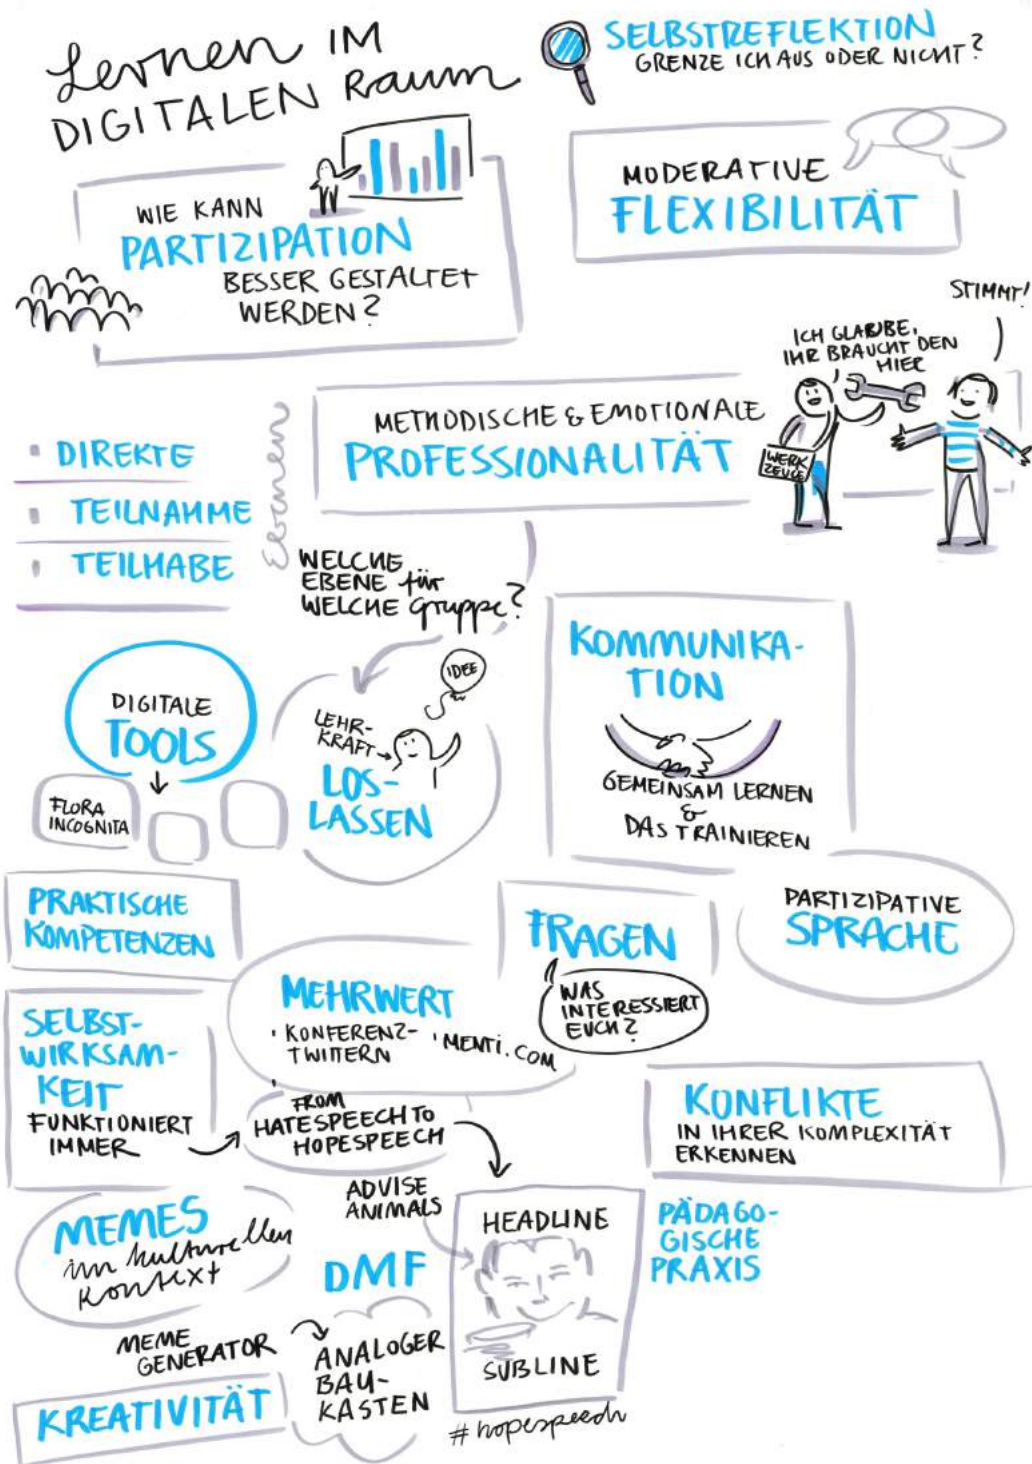 Lernen IM
DIGITALEN Raum
SELBSTREFLEKTION
GRENZE ICH AUS ODER NICHT?
WIE KANN
PARTIZIPATION
BESSER GESTALTET
WERDEN?
MODERATIVE
FLEXIBILITÄT
STIMMT!
ICH GLAUBE,
IHR BRAUCHT DEN
HIER
METHODISCHE & EMOTIONALE
PROFESSIONALITÄT
WERK
ZEUGE
DIREKTE
TEILNAHME
TEILHABE
Ebenen
WELCHE
EBENE für
WELCHE Gruppe?
KOMMUNIKA-
TION
GEMEINSAM LERNEN
&
DAS TRAINIEREN
DIGITALE
TOOLS
FLORA
INCOGNITA
IDEE
LEHR-
KRAFT
LOS-
LASSEN
PRAKTISCHE
KOMPETENZEN
FRAGEN
WAS
INTERESSIERT
EUCH?
PARTIZIPATIVE
SPRACHE
MEHRWERT
· KONFERENZ-
TWITTERN
· MENTI.COM
SELBST-
WIRKSAM-
KEIT
FUNKTIONIERT
IMMER
FROM
HATESPEECH TO
HOPESPEECH
KONFLIKTE
IN IHRER KOMPLEXITÄT
ERKENNEN
MEMES
im kulturellen
Kontext
ADVISE
ANIMALS
DMF
HEADLINE
SUBLINE
#hopespeech
PÄDAGO-
GISCHE
PRAXIS
MEME
GENERATOR
ANALOGER
BAU-
KASTEN
KREATIVITÄT